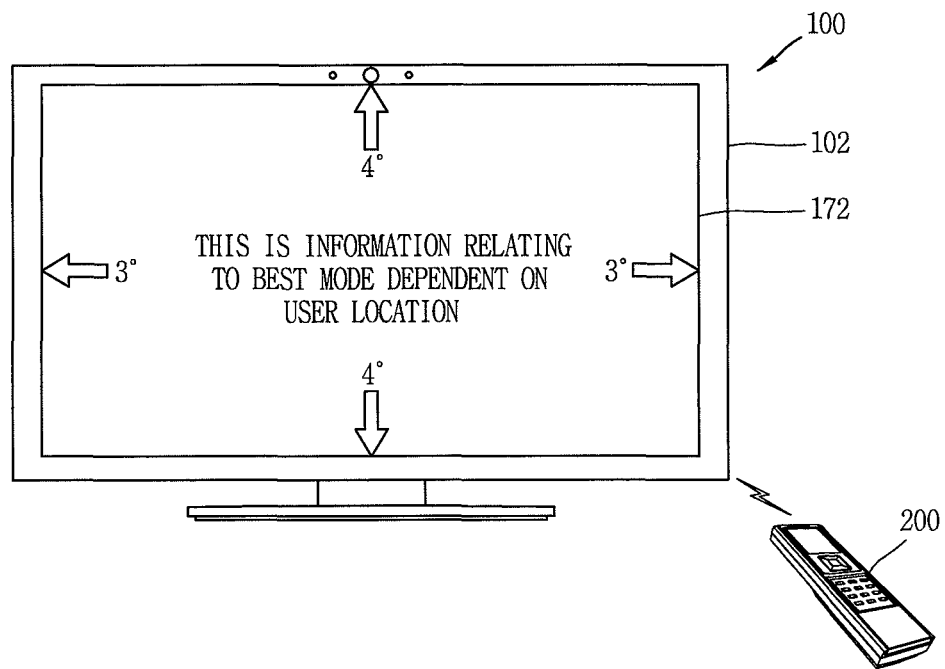 100
102
4°
172
THIS IS INFORMATION RELATING
3°
TO BEST MODE DEPENDENT ON
3°
USER LOCATION
4°
200